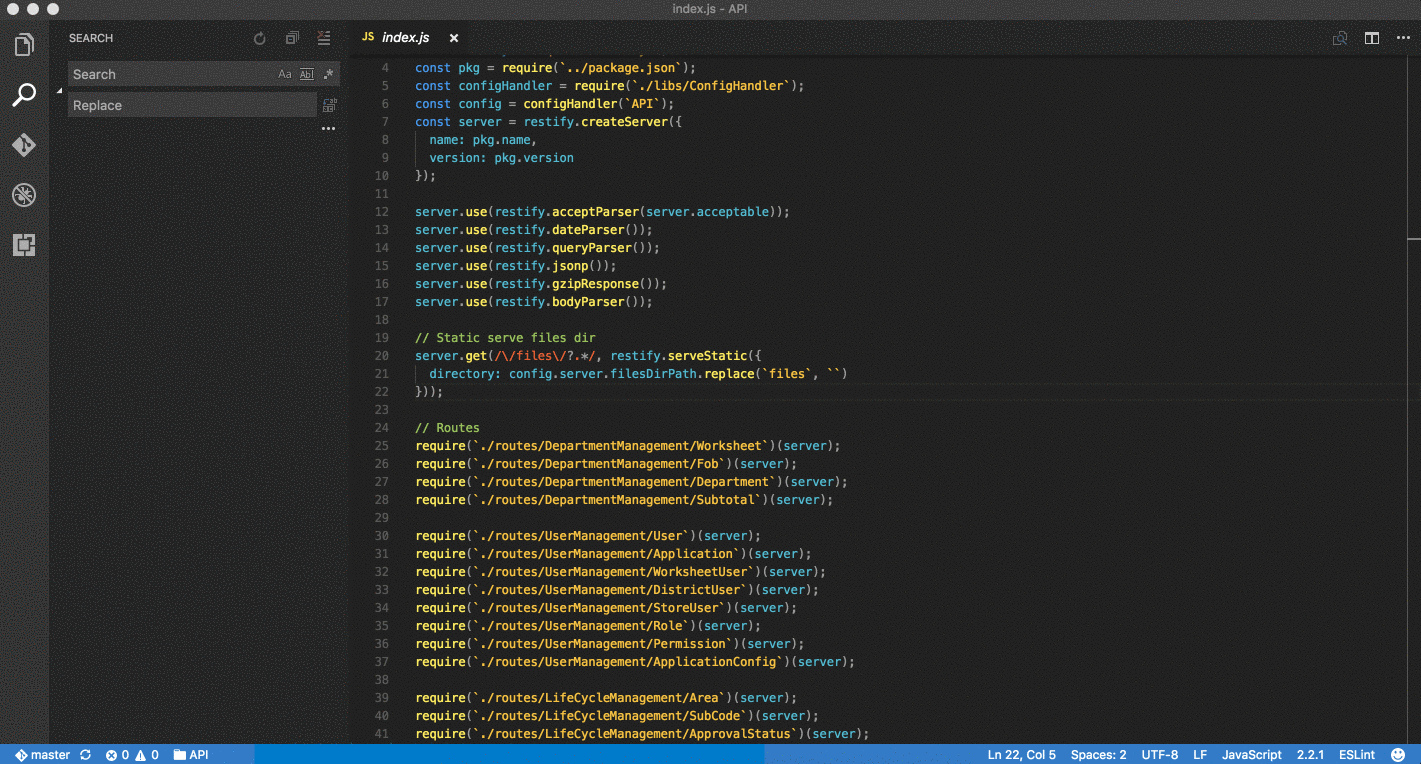 index.js - API
SEARCH
JS index.js ×
Search Aa Abl .*
Replace
4 const pkg = require(`../package.json`);
5 const configHandler = require(`./libs/ConfigHandler`);
6 const config = configHandler(`API`);
7 const server = restify.createServer({
8 name: pkg.name,
9 version: pkg.version
10 });
11
12 server.use(restify.acceptParser(server.acceptable));
13 server.use(restify.dateParser());
14 server.use(restify.queryParser());
15 server.use(restify.jsonp());
16 server.use(restify.gzipResponse());
17 server.use(restify.bodyParser());
18
19 // Static serve files dir
20 server.get(/\/files\/?.*/, restify.serveStatic({
21 directory: config.server.filesDirPath.replace(`files`, ``)
22 }));
23
24 // Routes
25 require(`./routes/DepartmentManagement/Worksheet`)(server);
26 require(`./routes/DepartmentManagement/Fob`)(server);
27 require(`./routes/DepartmentManagement/Department`)(server);
28 require(`./routes/DepartmentManagement/Subtotal`)(server);
29
30 require(`./routes/UserManagement/User`)(server);
31 require(`./routes/UserManagement/Application`)(server);
32 require(`./routes/UserManagement/WorksheetUser`)(server);
33 require(`./routes/UserManagement/DistrictUser`)(server);
34 require(`./routes/UserManagement/StoreUser`)(server);
35 require(`./routes/UserManagement/Role`)(server);
36 require(`./routes/UserManagement/Permission`)(server);
37 require(`./routes/UserManagement/ApplicationConfig`)(server);
38
39 require(`./routes/LifeCycleManagement/Area`)(server);
40 require(`./routes/LifeCycleManagement/SubCode`)(server);
41 require(`./routes/LifeCycleManagement/ApprovalStatus`)(server);
master 0 0 API Ln 22, Col 5 Spaces: 2 UTF-8 LF JavaScript 2.2.1 ESLint